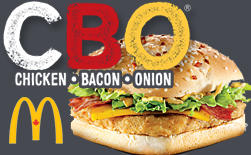 CBO®
CHICKEN • BACON • ONION